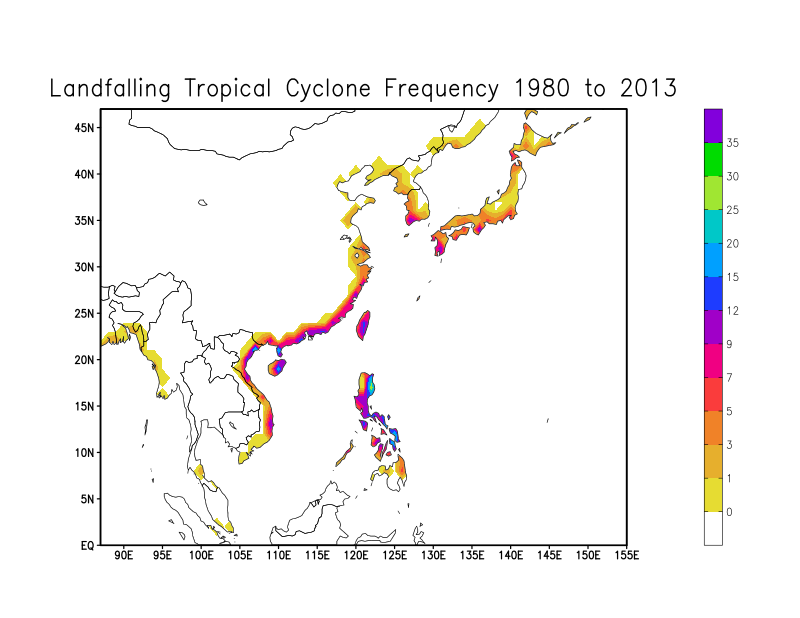 Landfalling Tropical Cyclone Frequency 1980 to 2013
45N
40N
35N
30N
25N
20N
15N
10N
5N
EQ
90E 95E 100E 105E 110E 115E 120E 125E 130E 135E 140E 145E 150E 155E
35
30
25
20
15
12
9
7
5
3
1
0